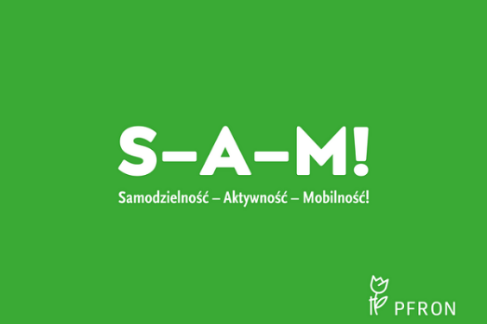 S–A–M!
Samodzielność – Aktywność – Mobilność!
PFRON